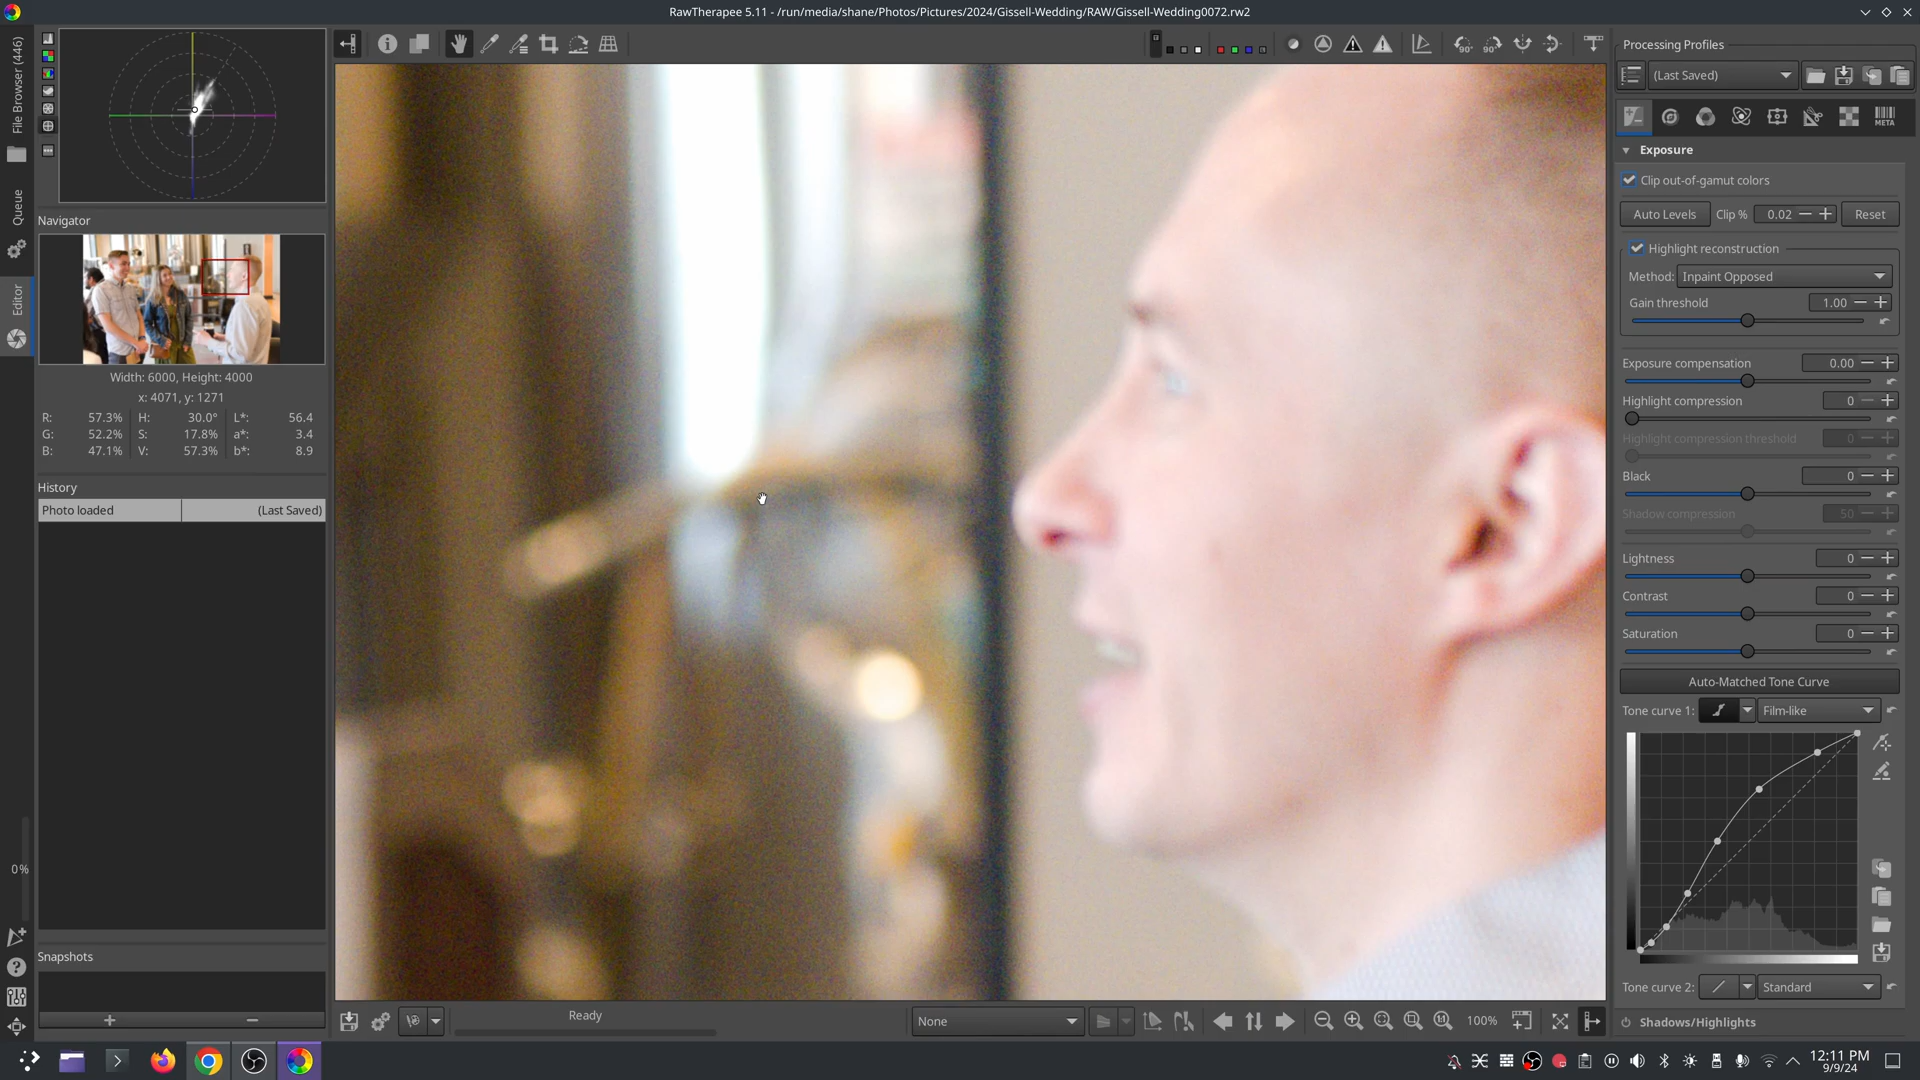 RawTherapee 5.11 - /run/media/shane/Photos/Pictures/2024/Gissell-Wedding/RAW/Gissell-Wedding0072.rw2
File Browser (446)
Queue
Editor
0%
Navigator
Width: 6000, Height: 4000
x: 4071, y: 1271
R: 57.3% H: 30.0° L*: 56.4
G: 52.2% S: 17.8% a*: 3.4
B: 47.1% V: 57.3% b*: 8.9
History
Photo loaded (Last Saved)
Snapshots
Ready
None
100%
Processing Profiles
(Last Saved)
META
Exposure
Clip out-of-gamut colors
Auto Levels Clip % 0.02 Reset
Highlight reconstruction
Method: Inpaint Opposed
Gain threshold 1.00
Exposure compensation 0.00
Highlight compression 0
Highlight compression threshold 0
Black 0
Shadow compression 50
Lightness 0
Contrast 0
Saturation 0
Auto-Matched Tone Curve
Tone curve 1: Film-like
Tone curve 2: Standard
Shadows/Highlights
12:11 PM
9/9/24